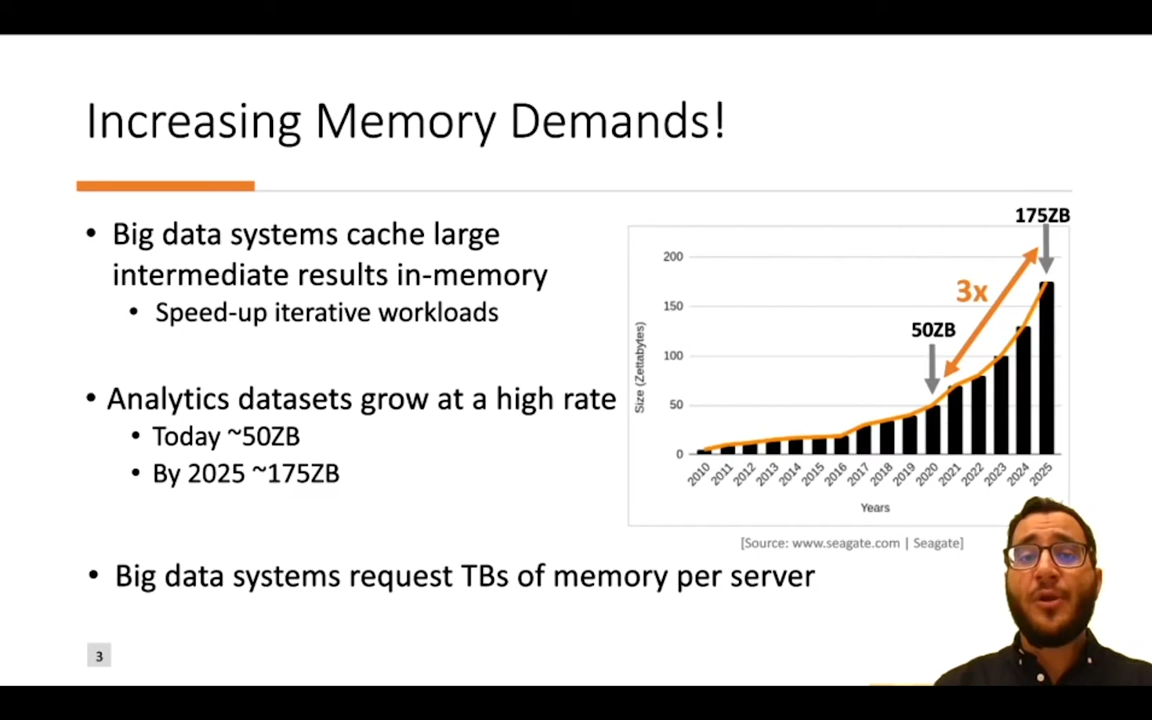 Increasing Memory Demands!
• Big data systems cache large
intermediate results in-memory
• Speed-up iterative workloads
• Analytics datasets grow at a high rate
• Today ~50ZB
• By 2025 ~175ZB
• Big data systems request TBs of memory per server
175ZB
3x
50ZB
Size (Zettabytes)
200
150
100
50
0
2010
2011
2012
2013
2014
2015
2016
2017
2018
2019
2020
2021
2022
2023
2024
2025
Years
[Source: www.seagate.com | Seagate]
3